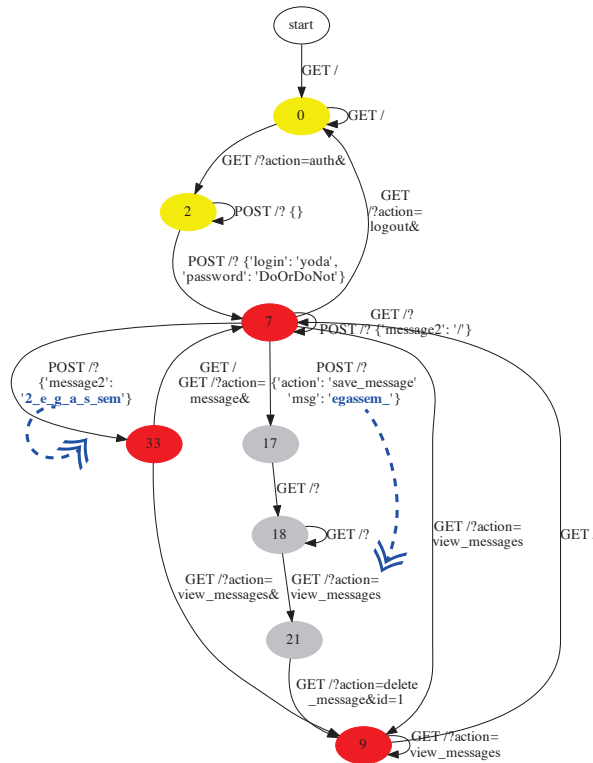 start
GET /
0
GET /
GET /?action=auth&
GET
/?action=
logout&
2
POST /? {}
POST /? {'login': 'yoda',
'password': 'DoOrDoNot'}
7
GET /?
POST /? {'message2': '/'}
POST /?
{'message2':
'2_e_g_a_s_sem'}
GET /
GET /?action=
message&
POST /?
{'action': 'save_message'
'msg': 'egassem_'}
33
17
GET /?
18
GET /?
GET /?action=
view_messages
GET /
GET /?action=
view_messages&
GET /?action=
view_messages
21
GET /?action=delete
_message&id=1
9
GET /?action=
view_messages